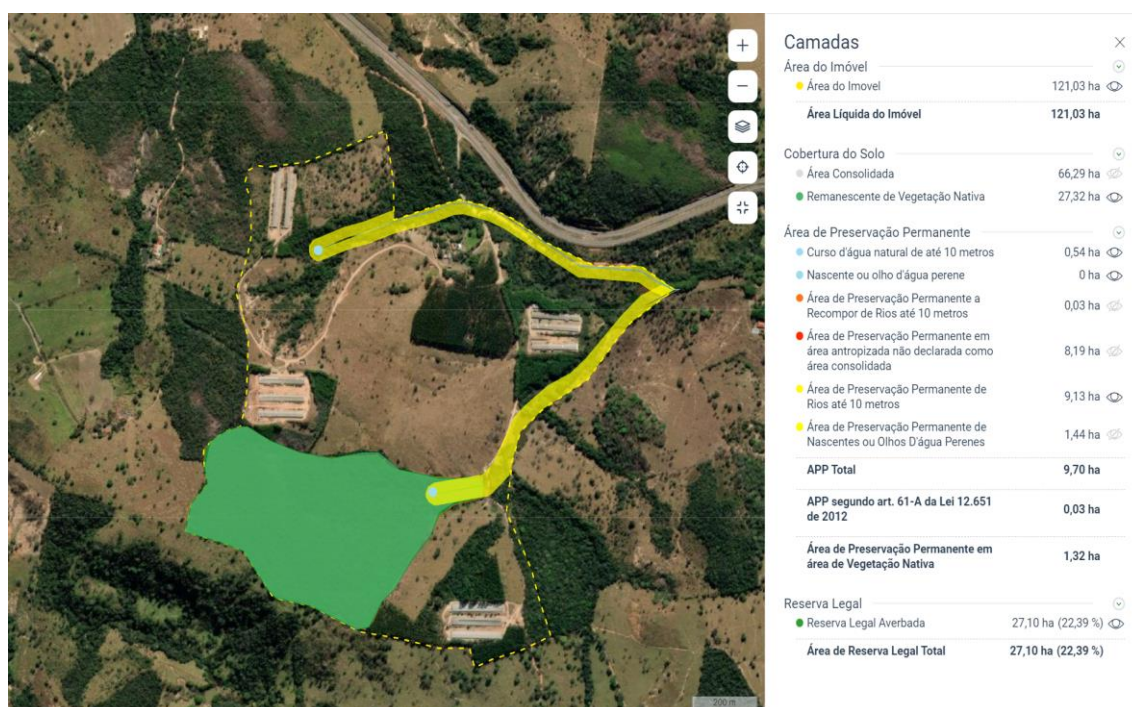 Camadas
Área do Imóvel
Área do Imovel 121,03 ha
Área Líquida do Imóvel 121,03 ha
Cobertura do Solo
Área Consolidada 66,29 ha
Remanescente de Vegetação Nativa 27,32 ha
Área de Preservação Permanente
Curso d'água natural de até 10 metros 0,54 ha
Nascente ou olho d'água perene 0 ha
Área de Preservação Permanente a
Recompor de Rios até 10 metros 0,03 ha
Área de Preservação Permanente em
área antropizada não declarada como 8,19 ha
área consolidada
Área de Preservação Permanente de
Rios até 10 metros 9,13 ha
Área de Preservação Permanente de
Nascentes ou Olhos D'água Perenes 1,44 ha
APP Total 9,70 ha
APP segundo art. 61-A da Lei 12.651
de 2012 0,03 ha
Área de Preservação Permanente em
área de Vegetação Nativa 1,32 ha
Reserva Legal
Reserva Legal Averbada 27,10 ha (22,39 %)
Área de Reserva Legal Total 27,10 ha (22,39 %)
200 m